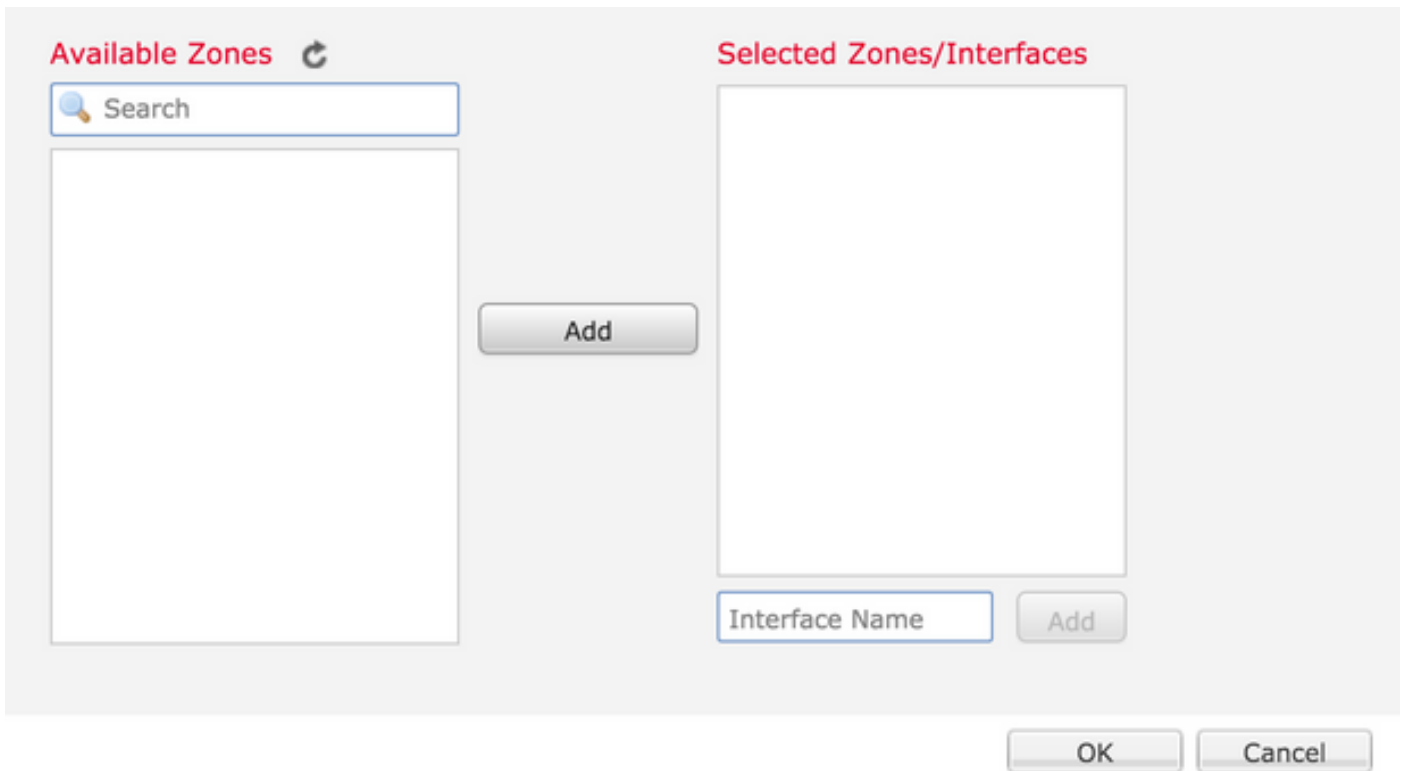 Available Zones
Search
Add
Selected Zones/Interfaces
Interface Name
Add
OK
Cancel